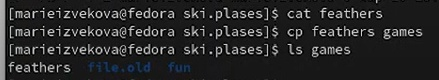 [marieizvekova@fedora ski.plases]$ cat feathers
[marieizvekova@fedora ski.plases]$ cp feathers games
[marieizvekova@fedora ski.plases]$ ls games
feathers file.old fun